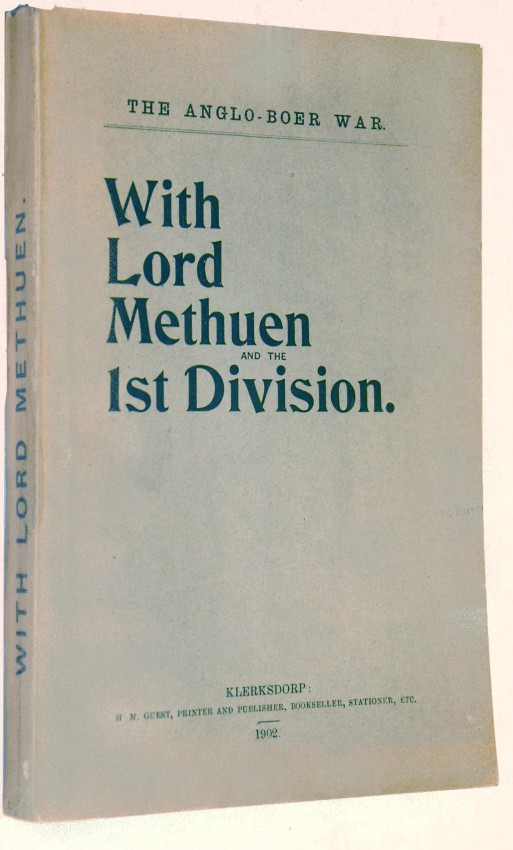 THE ANGLO-BOER WAR.
With
Lord
Methuen
AND THE
1st Division.
KLERKSDORP:
H. M. GUEST, PRINTER AND PUBLISHER, BOOKSELLER, STATIONER, ETC.
1902.
WITH LORD METHUEN.